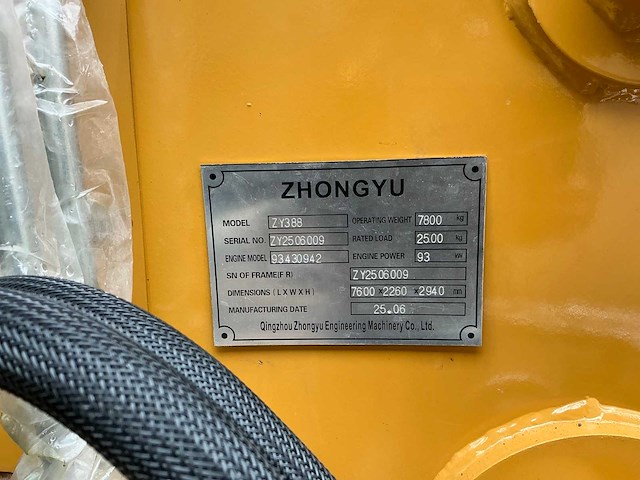 ZHONGYU
MODEL ZY388 OPERATING WEIGHT 7800 kg
SERIAL NO. ZY2506009 RATED LOAD 2500 kg
ENGINE MODEL 93430942 ENGINE POWER 93 kW
SN OF FRAME(FR) ZY2506009
DIMENSIONS (LXWXH) 7600 × 2260 × 2940 mm
MANUFACTURING DATE 25.06
Qingzhou Zhongyu Engineering Machinery Co., Ltd.